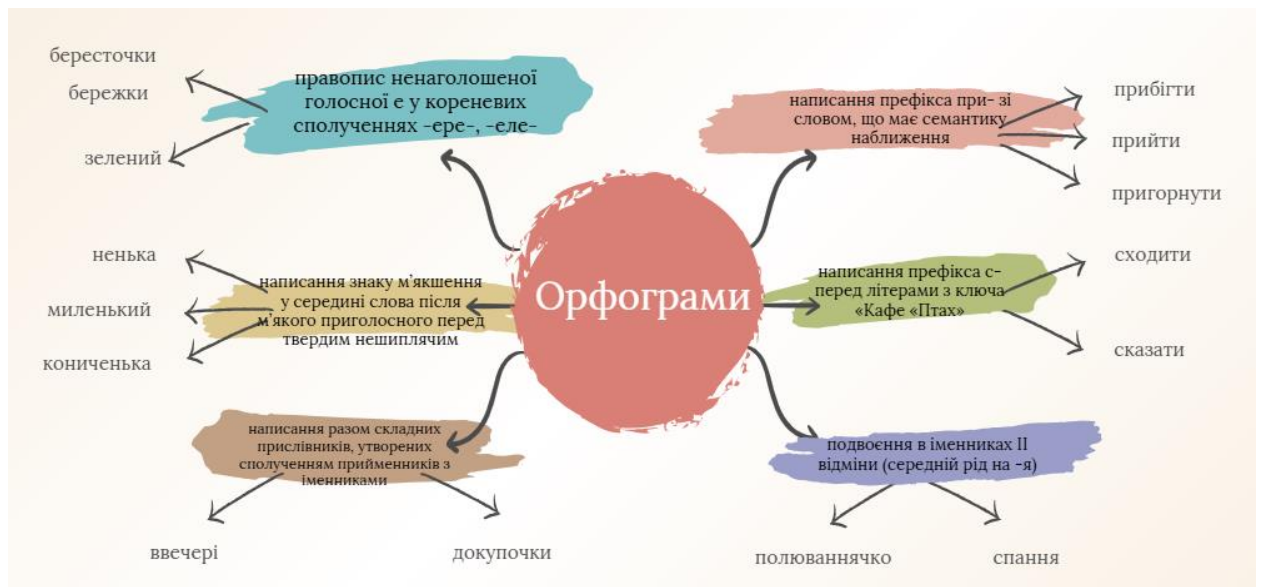 бересточки
бережки
зелений
правопис ненаголошеної
голосної е у кореневих
сполученнях -ере-, -еле-
написання префікса при- зі
словом, що має семантику
наближення
прибігти
прийти
пригорнути
ненька
миленький
кониченька
написання знаку м’якшення
у середині слова після
м’якого приголосного перед
твердим нешиплячим
Орфограми
написання префікса с-
перед літерами з ключа
«Кафе «Птах»
сходити
сказати
написання разом складних
прислівників, утворених
сполученням прийменників з
іменниками
ввечері
докупочки
подвоєння в іменниках ІІ
відміни (середній рід на -я)
полюваннячко
спання